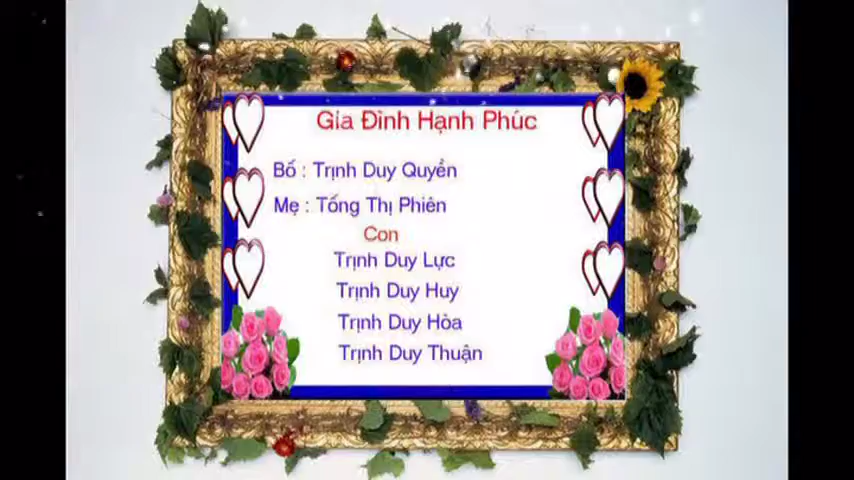 Gia Đình Hạnh Phúc
Bố : Trịnh Duy Quyền
Mẹ : Tống Thị Phiên
Con
Trịnh Duy Lực
Trịnh Duy Huy
Trịnh Duy Hòa
Trịnh Duy Thuận